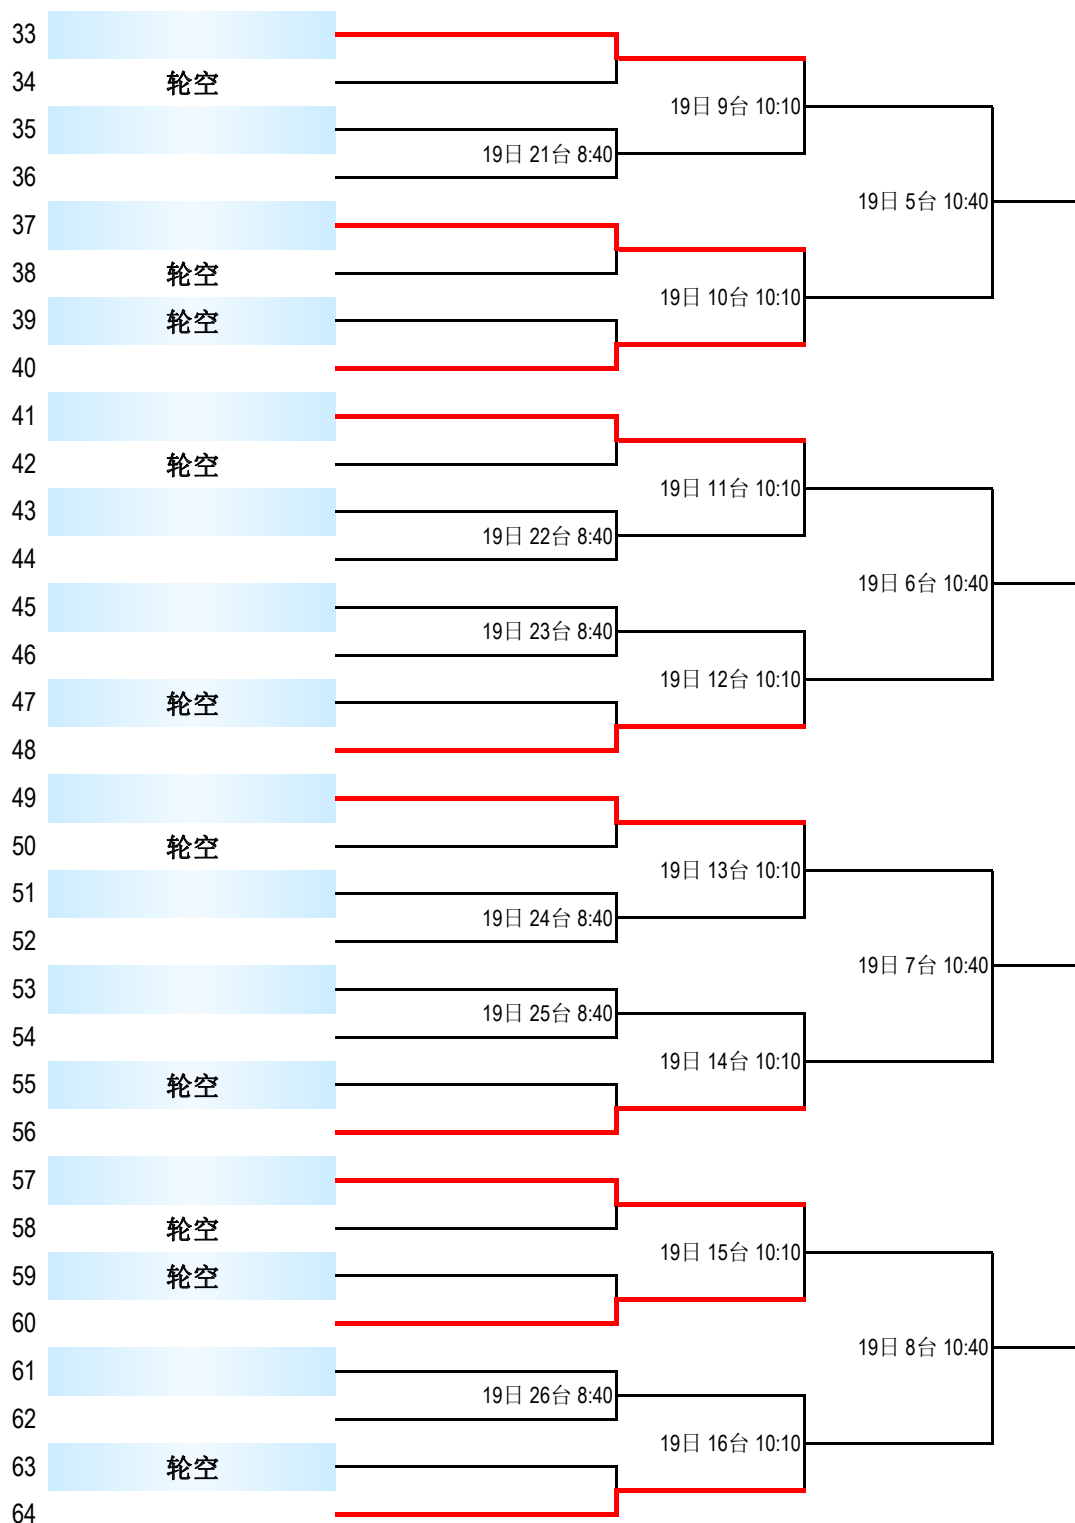 33
34 轮空
19日 9台 10:10
35
19日 21台 8:40
36
19日 5台 10:40
37
38 轮空
19日 10台 10:10
39 轮空
40
41
42 轮空
19日 11台 10:10
43
19日 22台 8:40
44
19日 6台 10:40
45
19日 23台 8:40
46
19日 12台 10:10
47 轮空
48
49
50 轮空
19日 13台 10:10
51
19日 24台 8:40
52
19日 7台 10:40
53
19日 25台 8:40
54
19日 14台 10:10
55 轮空
56
57
58 轮空
19日 15台 10:10
59 轮空
60
19日 8台 10:40
61
19日 26台 8:40
62
19日 16台 10:10
63 轮空
64